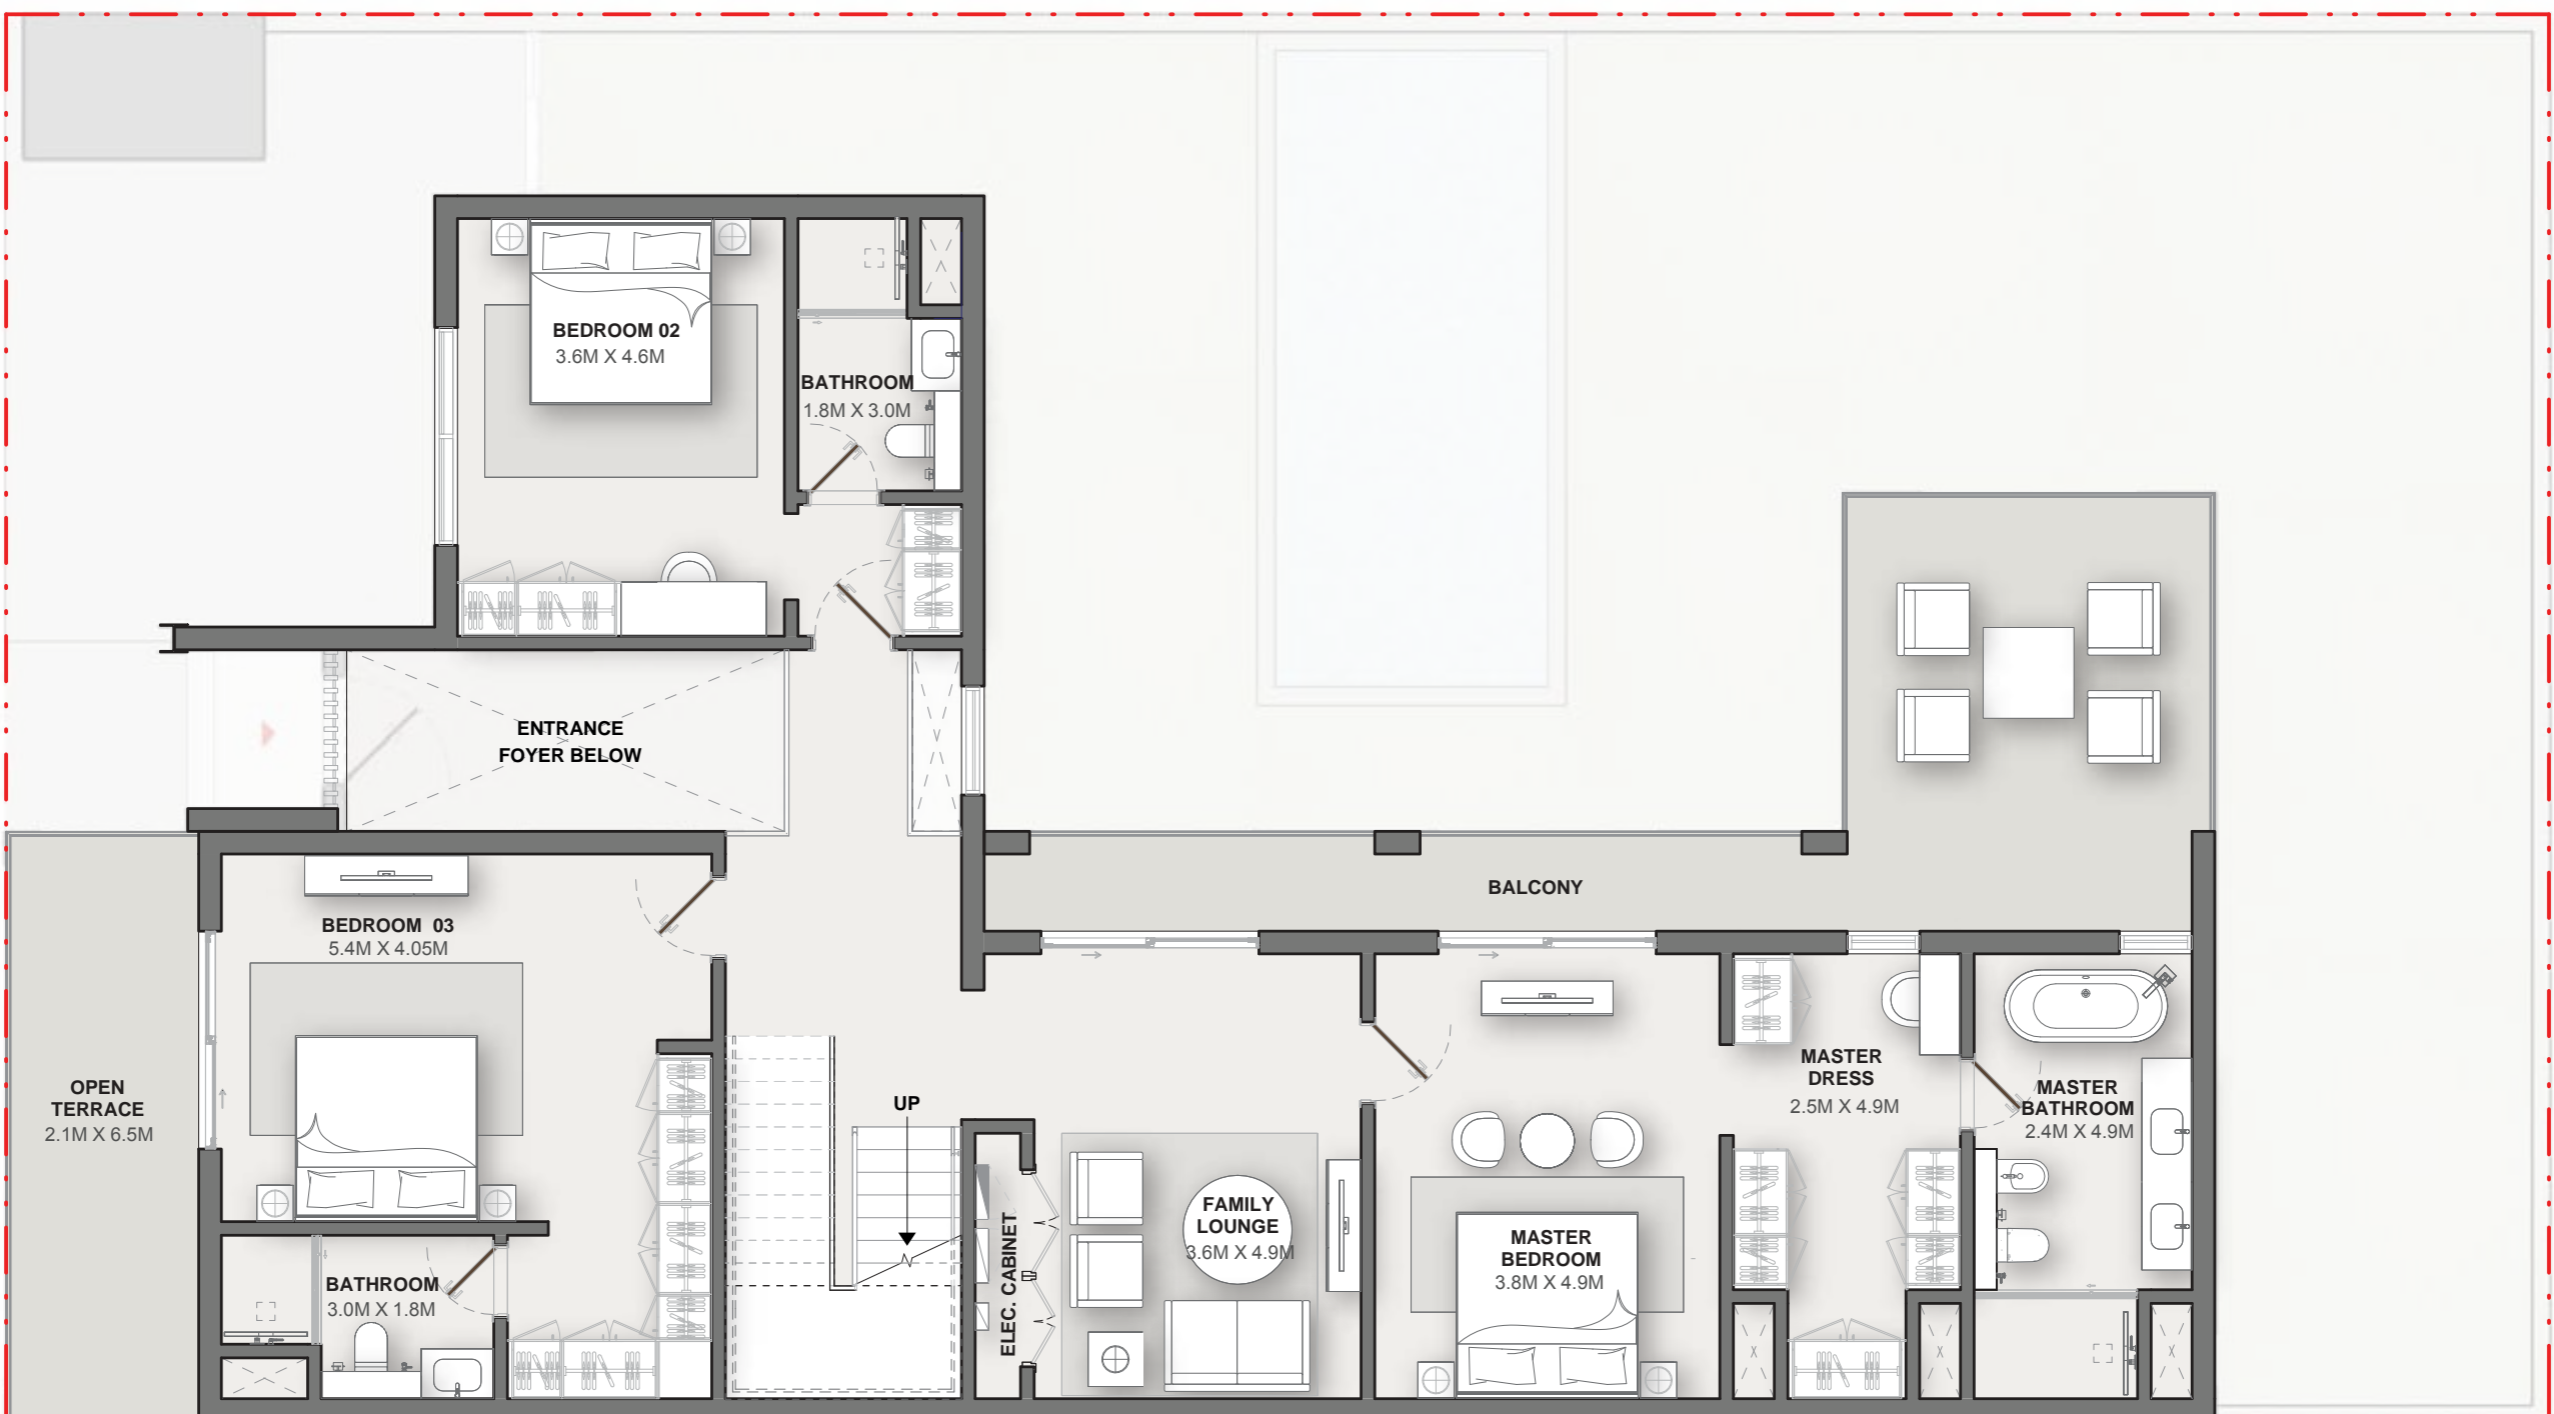 BEDROOM 02
3.6M X 4.6M
BATHROOM
1.8M X 3.0M
ENTRANCE
FOYER BELOW
BALCONY
BEDROOM 03
5.4M X 4.05M
OPEN
TERRACE
2.1M X 6.5M
UP
BATHROOM
3.0M X 1.8M
ELEC. CABINET
FAMILY
LOUNGE
3.6M X 4.9M
MASTER
BEDROOM
3.8M X 4.9M
MASTER
DRESS
2.5M X 4.9M
MASTER
BATHROOM
2.4M X 4.9M